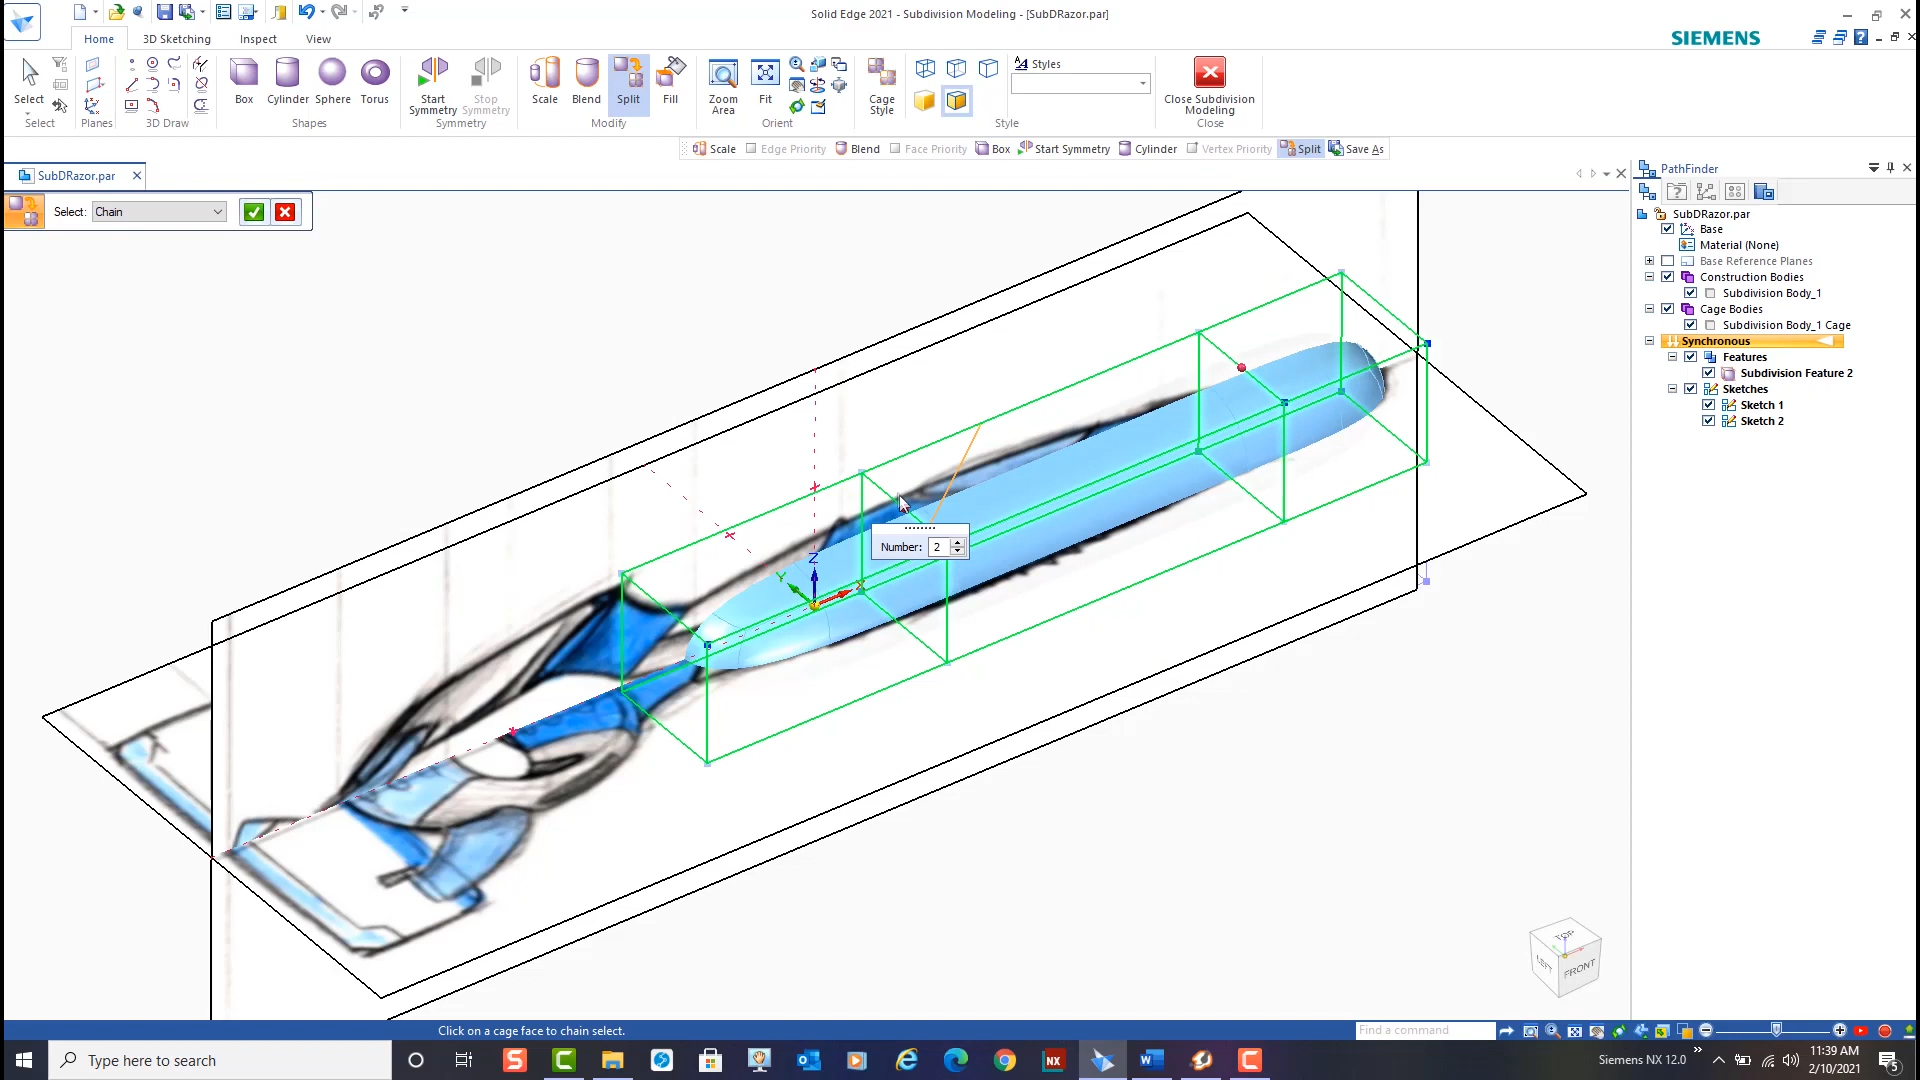 Solid Edge 2021 - Subdivision Modeling - [SubDRazor.par]
Home 3D Sketching Inspect View
SIEMENS
Select
Box Cylinder Sphere Torus
Start Symmetry Stop Symmetry
Scale Blend Split Fill
Zoom Area Fit
Cage Style
Styles
Close Subdivision Modeling
Select Planes 3D Draw Shapes Symmetry Modify Orient Style Close
Scale Edge Priority Blend Face Priority Box Start Symmetry Cylinder Vertex Priority Split Save As
SubDRazor.par
Select: Chain
PathFinder
SubDRazor.par
Base
Material (None)
Base Reference Planes
Construction Bodies
Subdivision Body_1
Cage Bodies
Subdivision Body_1 Cage
Synchronous
Features
Subdivision Feature 2
Sketches
Sketch 1
Sketch 2
Number: 2
Z
Y
X
TOP
LEFT FRONT
Click on a cage face to chain select.
Find a command
Type here to search
NX
Siemens NX 12.0
11:39 AM
2/10/2021
5